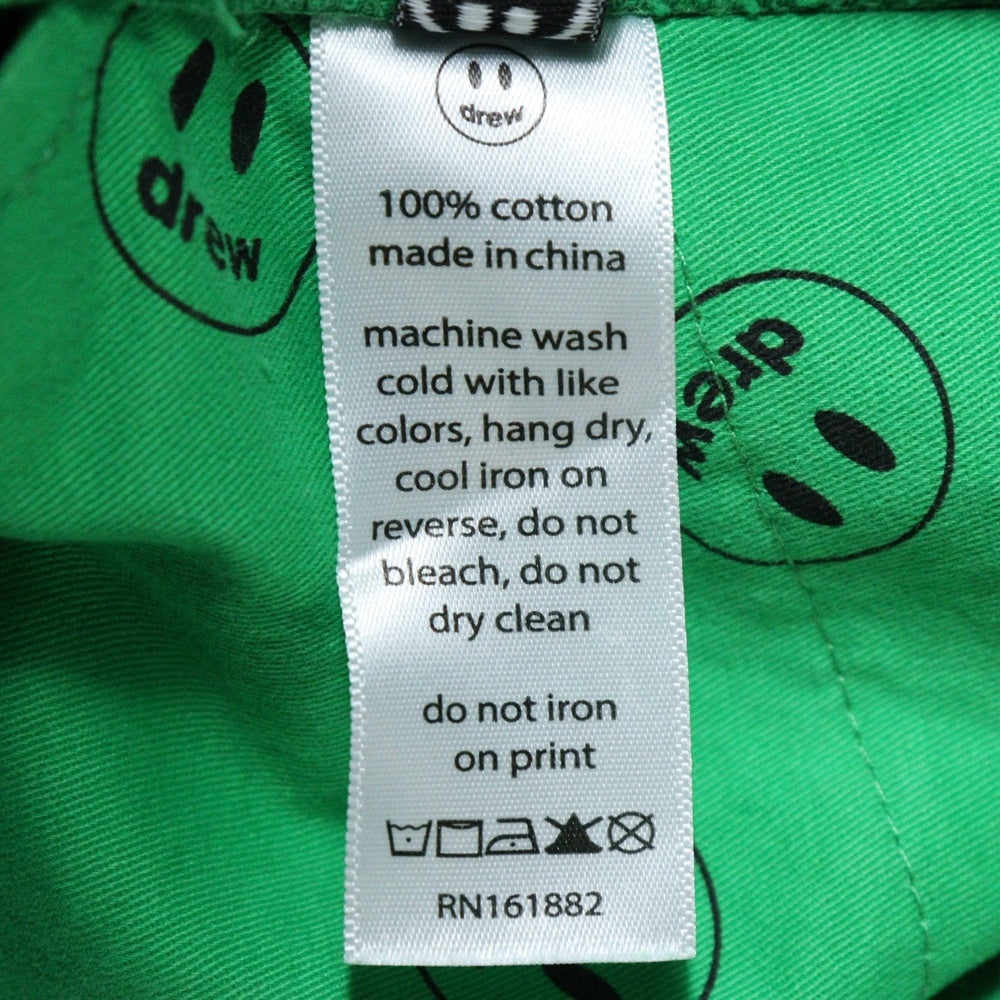 drew
100% cotton
made in china
machine wash
cold with like
colors, hang dry,
cool iron on
reverse, do not
bleach, do not
dry clean
do not iron
on print
RN161882
drew
drew